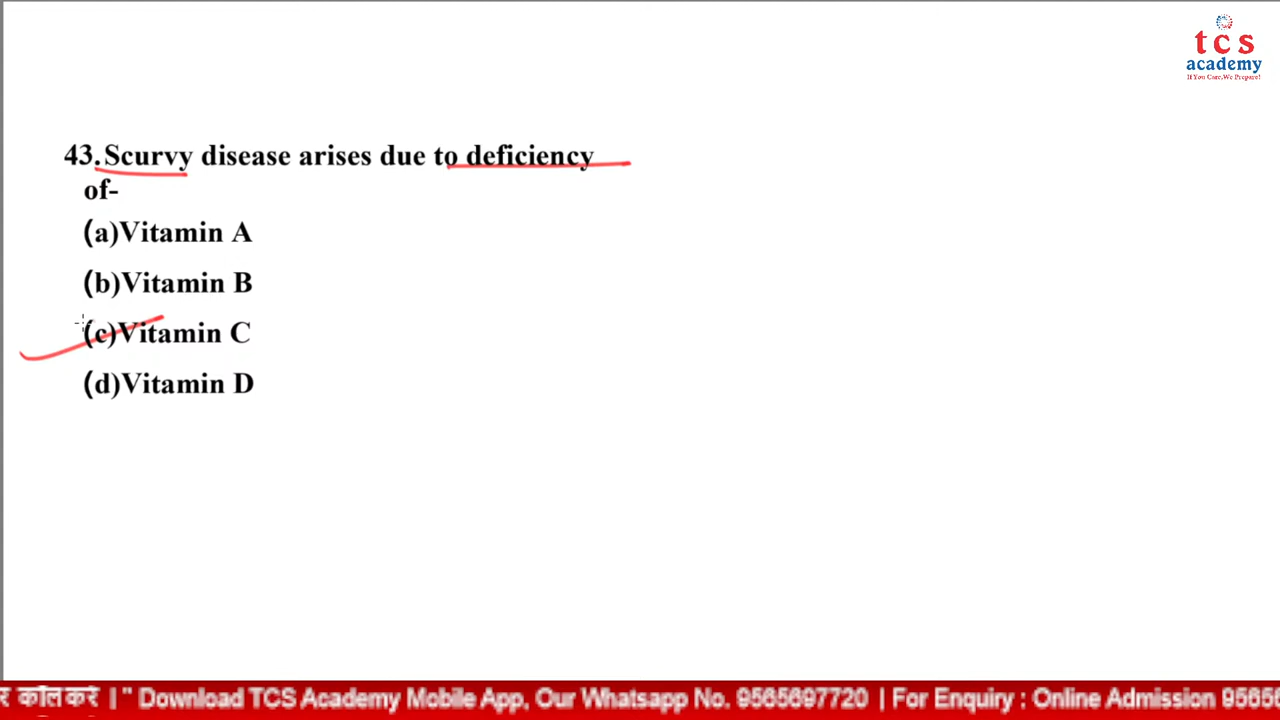 tcs
academy
If You Care,We Prepare!
43.Scurvy disease arises due to deficiency
of-
(a)Vitamin A
(b)Vitamin B
(c)Vitamin C
(d)Vitamin D
र कॉल करें | " Download TCS Academy Mobile App, Our Whatsapp No. 9565697720 | For Enquiry : Online Admission 9565